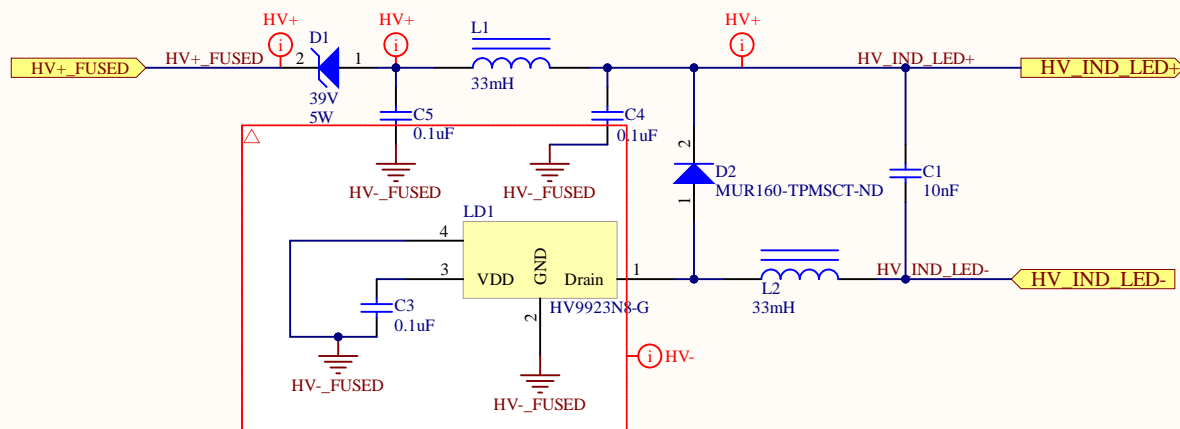 HV+
HV+
HV+
D1
L1
HV+_FUSED
HV+_FUSED
2
1
HV_IND_LED+
HV_IND_LED+
39V
5W
33mH
C5
0.1uF
C4
0.1uF
2
D2
MUR160-TPMSCT-ND
1
C1
10nF
HV-_FUSED
HV-_FUSED
LD1
4
3
VDD
GND
Drain
1
HV9923N8-G
2
HV_IND_LED-
HV_IND_LED-
L2
33mH
C3
0.1uF
HV-_FUSED
HV-_FUSED
i
i
i
i
HV-